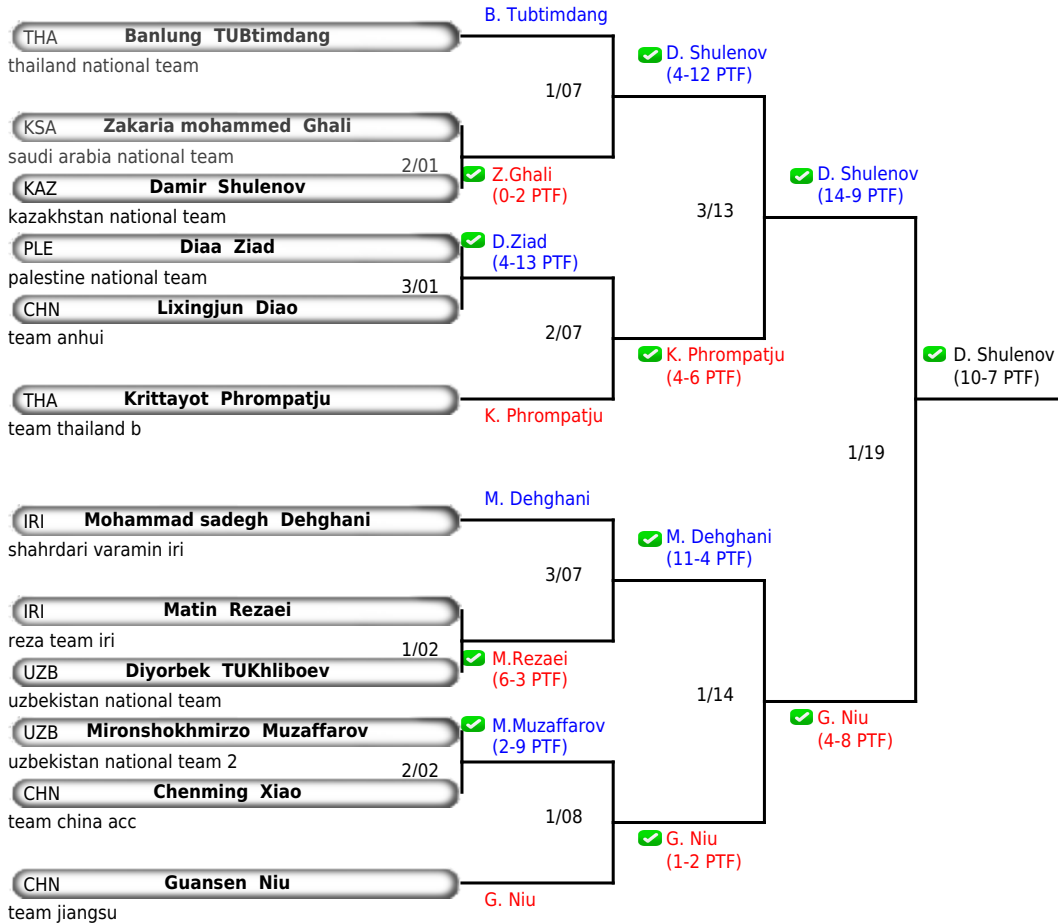 B. Tubtimdang
THA Banlung TUBtimdang
thailand national team
D. Shulenov
(4-12 PTF)
1/07
KSA Zakaria mohammed Ghali
saudi arabia national team
2/01
Z.Ghali
(0-2 PTF)
KAZ Damir Shulenov
kazakhstan national team
D. Shulenov
(14-9 PTF)
3/13
PLE Diaa Ziad
palestine national team
D.Ziad
(4-13 PTF)
3/01
CHN Lixingjun Diao
team anhui
2/07
K. Phrompatju
(4-6 PTF)
D. Shulenov
(10-7 PTF)
THA Krittayot Phrompatju
K. Phrompatju
team thailand b
1/19
M. Dehghani
IRI Mohammad sadegh Dehghani
shahrdari varamin iri
M. Dehghani
(11-4 PTF)
3/07
IRI Matin Rezaei
reza team iri
1/02
M.Rezaei
(6-3 PTF)
UZB Diyorbek TUKhliboev
uzbekistan national team
1/14
UZB Mironshokhmirzo Muzaffarov
uzbekistan national team 2
M.Muzaffarov
(2-9 PTF)
G. Niu
(4-8 PTF)
2/02
CHN Chenming Xiao
team china acc
1/08
G. Niu
(1-2 PTF)
CHN Guansen Niu
G. Niu
team jiangsu